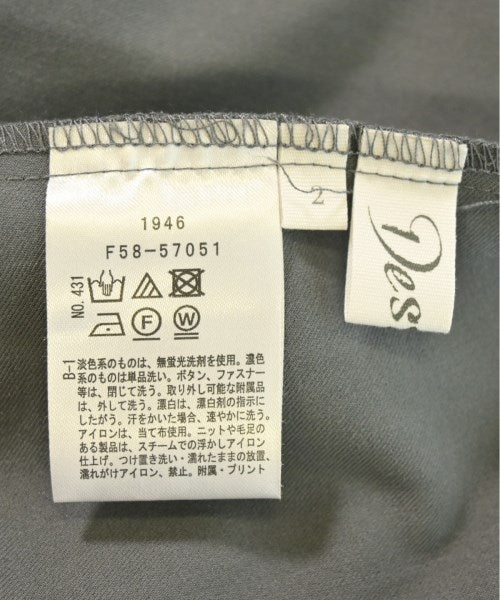 1946
F58-57051
NO. 431
F
W
B-1
淡色系のものは、無蛍光洗剤を使用。濃色
系のものは単品洗い。ボタン、ファスナー
等は、閉じて洗う。取り外し可能な附属品
は、外して洗う。漂白は、漂白剤の指示に
したがう。汗をかいた場合、速やかに洗う。
アイロンは、当て布使用。ニットや毛足の
ある製品は、スチームでの浮かしアイロン
仕上げ。つけ置き洗い・濡れたままの放置、
濡れがけアイロン、禁止。附属・プリント
2
Des